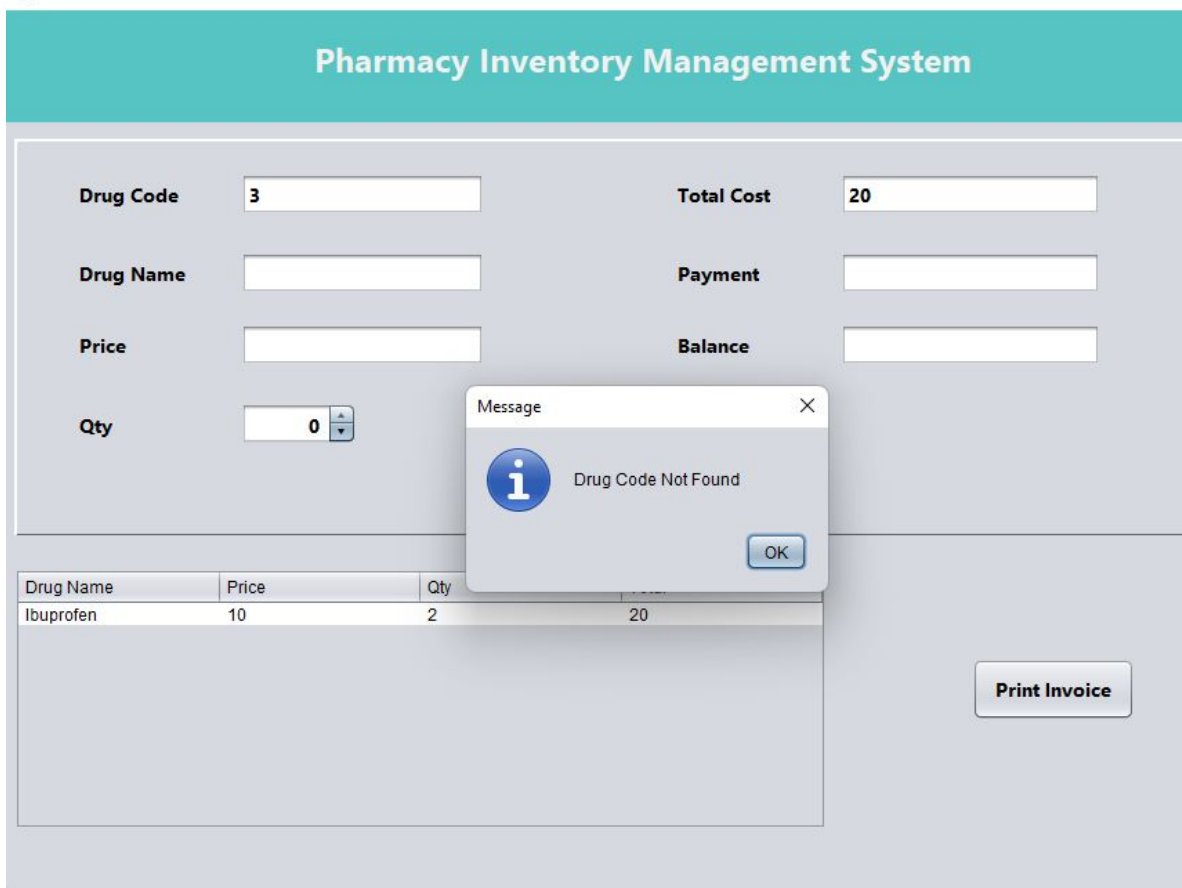 Pharmacy Inventory Management System
Drug Code 3 Total Cost 20
Drug Name Payment
Price Balance
Qty 0
Message
Drug Code Not Found
OK
Drug Name Price Qty
Ibuprofen 10 2 20
Print Invoice